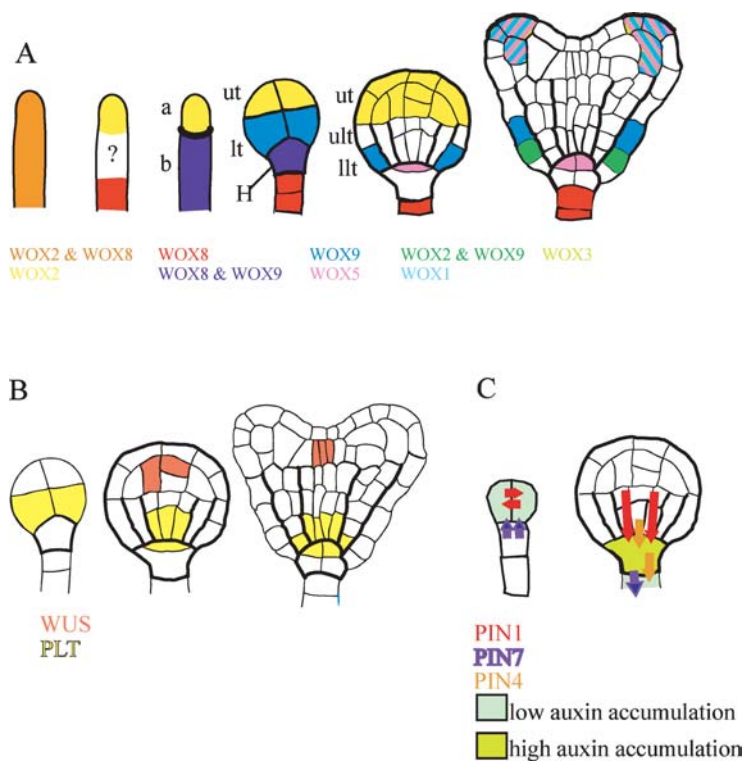 A
ut
a
?
b
lt
H
ut
ult
llt
WOX2 & WOX8 WOX8 WOX9 WOX2 & WOX9 WOX3
WOX2 WOX8 & WOX9 WOX5 WOX1
B
C
WUS
PLT
PIN1
PIN7
PIN4
low auxin accumulation
high auxin accumulation